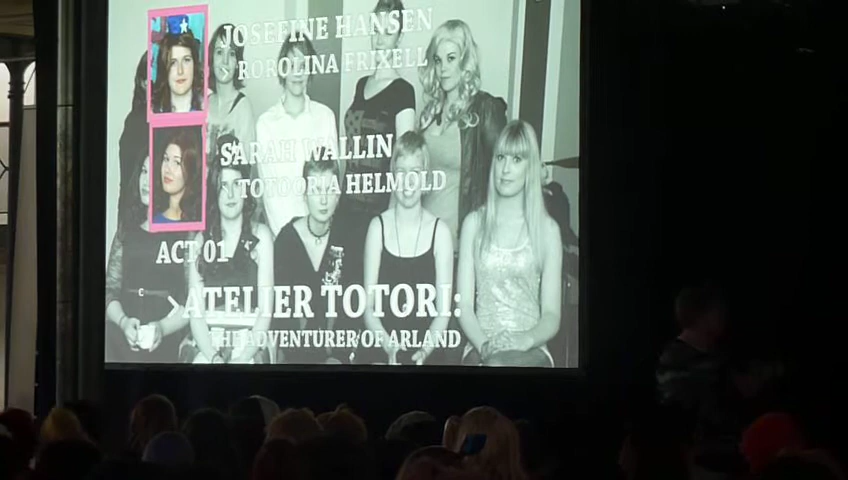 JOSEFINE HANSEN
> ROROLINA FRIXELL
SARAH WALLIN
> TOTOORIA HELMOLD
ACT 01
> ATELIER TOTORI:
THE ADVENTURER OF ARLAND